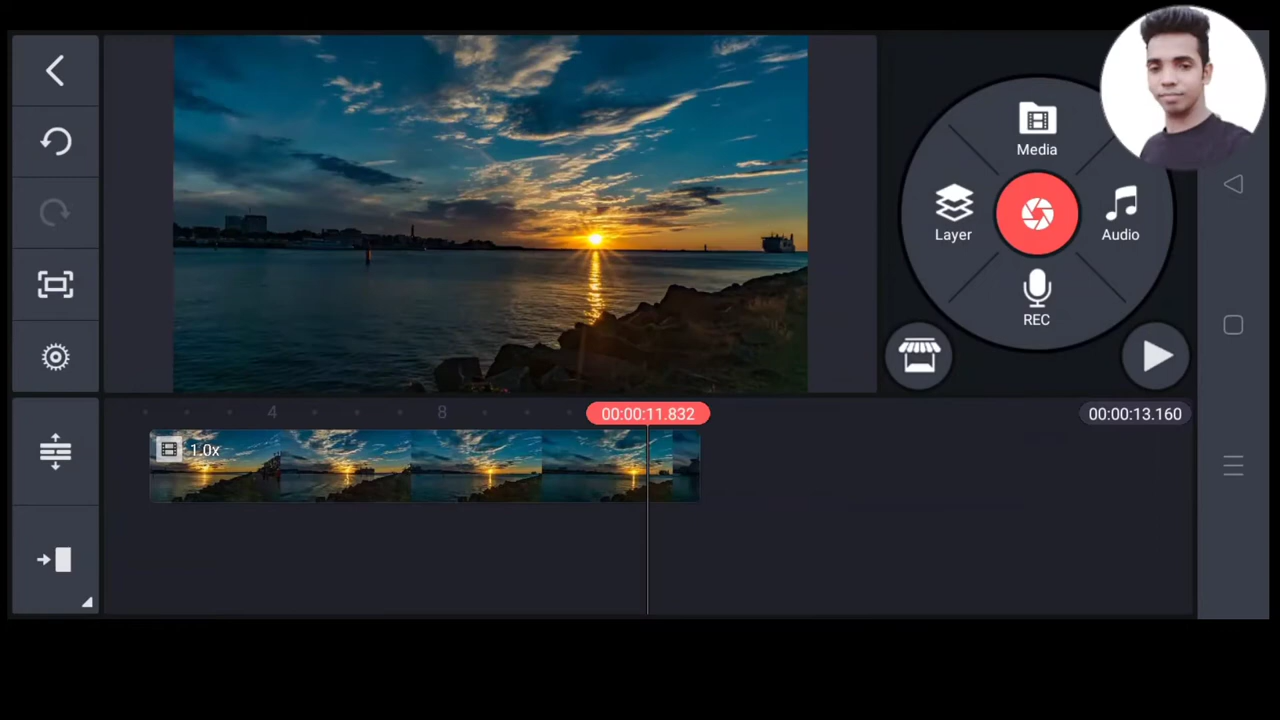 Media
Layer
Audio
REC
4
8
00:00:11.832
00:00:13.160
1.0x